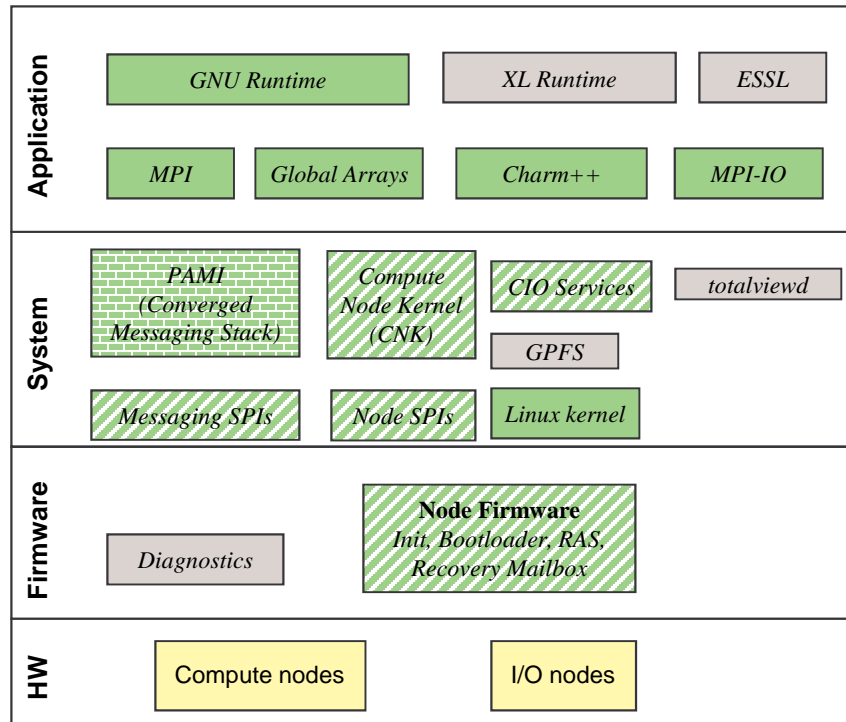 Application
GNU Runtime
XL Runtime
ESSL
MPI
Global Arrays
Charm++
MPI-IO
System
PAMI
(Converged
Messaging Stack)
Compute
Node Kernel
(CNK)
CIO Services
totalviewd
GPFS
Messaging SPIs
Node SPIs
Linux kernel
Firmware
Diagnostics
Node Firmware
Init, Bootloader, RAS,
Recovery Mailbox
HW
Compute nodes
I/O nodes